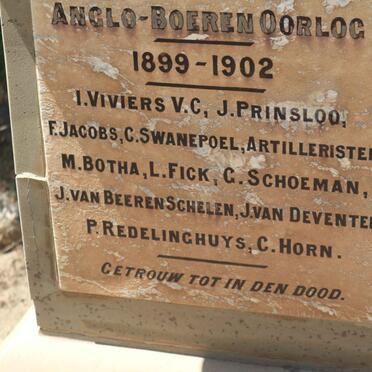 ANGLO-BOEREN OORLOG
1899-1902
I. VIVIERS V.C, J. PRINSLOO,
F. JACOBS, C. SWANEPOEL, ARTILLERISTEN
M. BOTHA, L. FICK, G. SCHOEMAN,
J. VAN BEERENSCHELEN, J. VAN DEVENTE
P. REDELINGHUYS, C. HORN.
GETROUW TOT IN DEN DOOD.